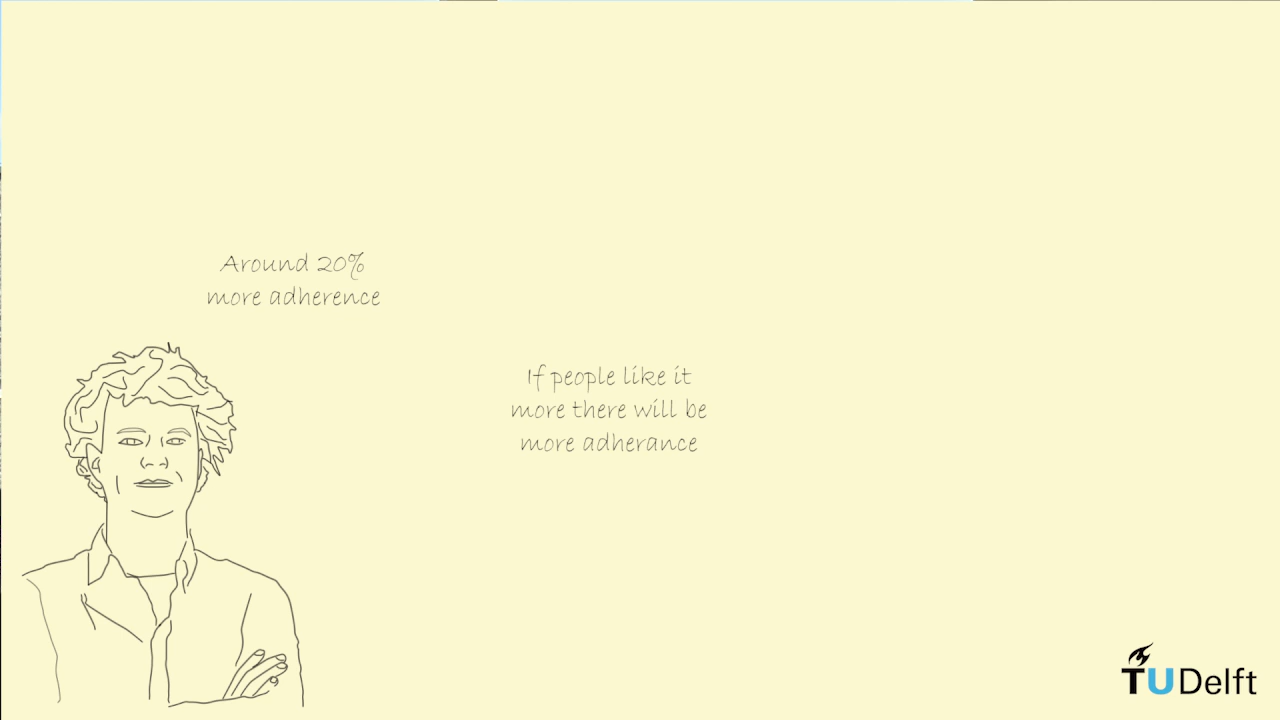 Around 20%
more adherence
If people like it
more there will be
more adherance
TUDelft